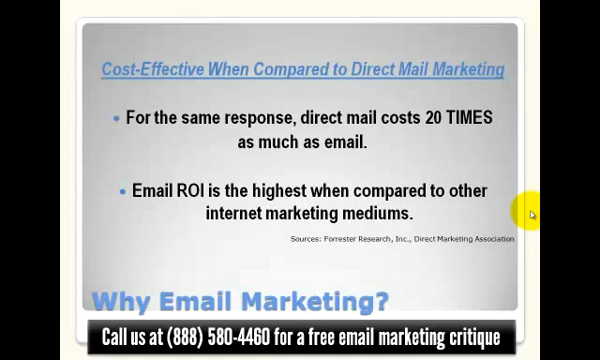 Cost-Effective When Compared to Direct Mail Marketing
• For the same response, direct mail costs 20 TIMES
as much as email.
• Email ROI is the highest when compared to other
internet marketing mediums.
Sources: Forrester Research, Inc., Direct Marketing Association
Why Email Marketing?
Call us at (888) 580-4460 for a free email marketing critique